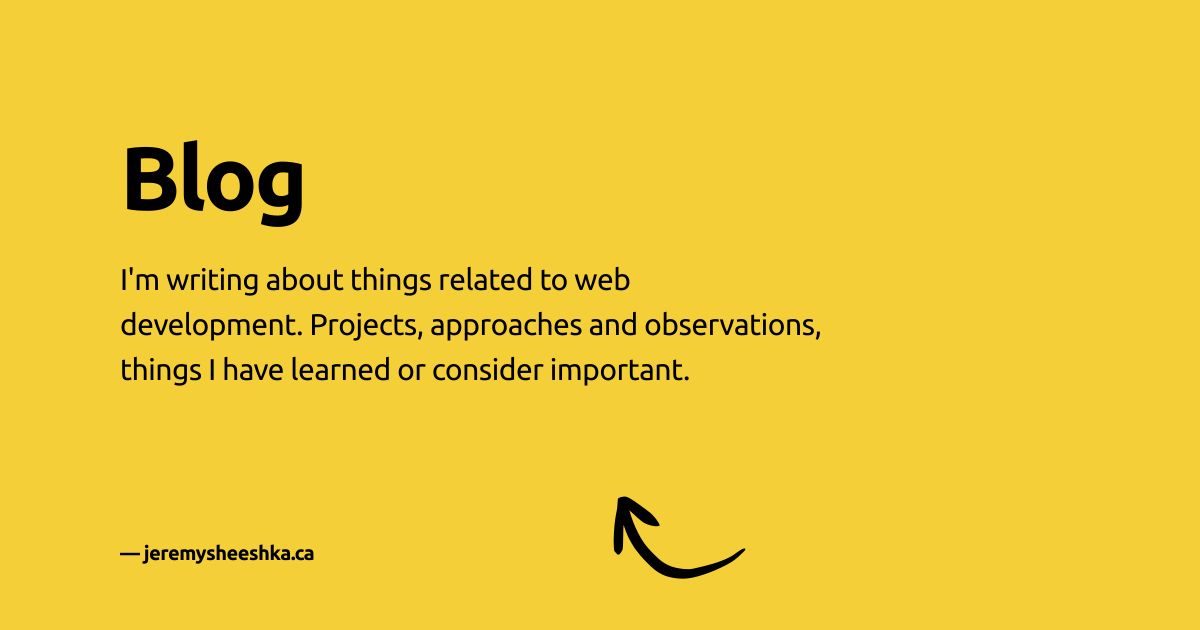 Blog
I'm writing about things related to web
development. Projects, approaches and observations,
things I have learned or consider important.
— jeremysheeshka.ca